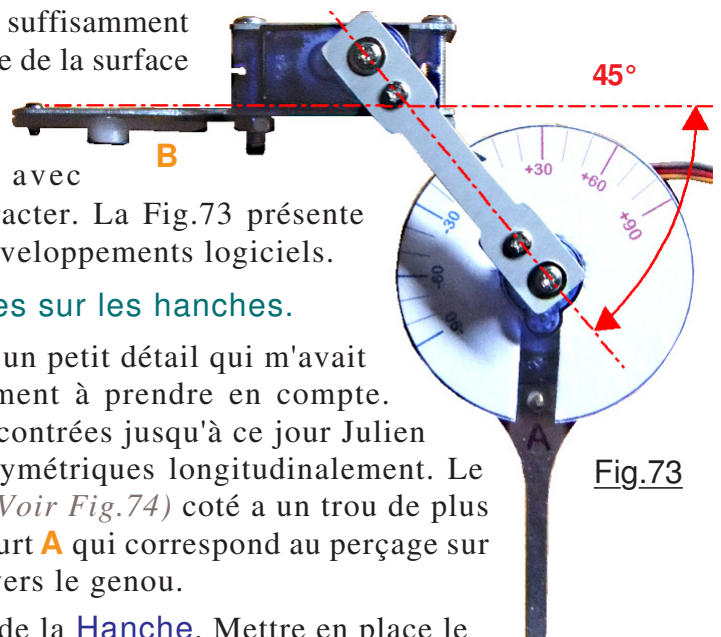 suffisamment
de la surface
45°
B
avec
racter. La Fig.73 présente
veloppements logiciels.
+30
+60
+90
-30
-60
-90
es sur les hanches.
un petit détail qui m'avait
ment à prendre en compte.
contrées jusqu'à ce jour Julien
ymétriques longitudinalement. Le
A
Fig.73
Voir Fig.74) coté a un trou de plus
urt A qui correspond au perçage sur
vers le genou.
de la Hanche. Mettre en place le